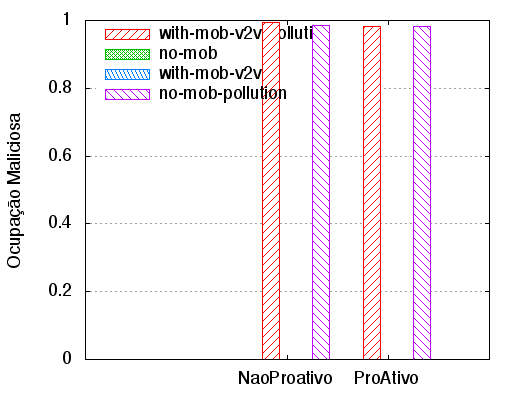 1
with-mob-v2v
no-mob
0.8
with-mob-v2v
no-mob-pollution
0.6
0.4
0.2
0
Ocupação Maliciosa
NaoProativo
ProAtivo